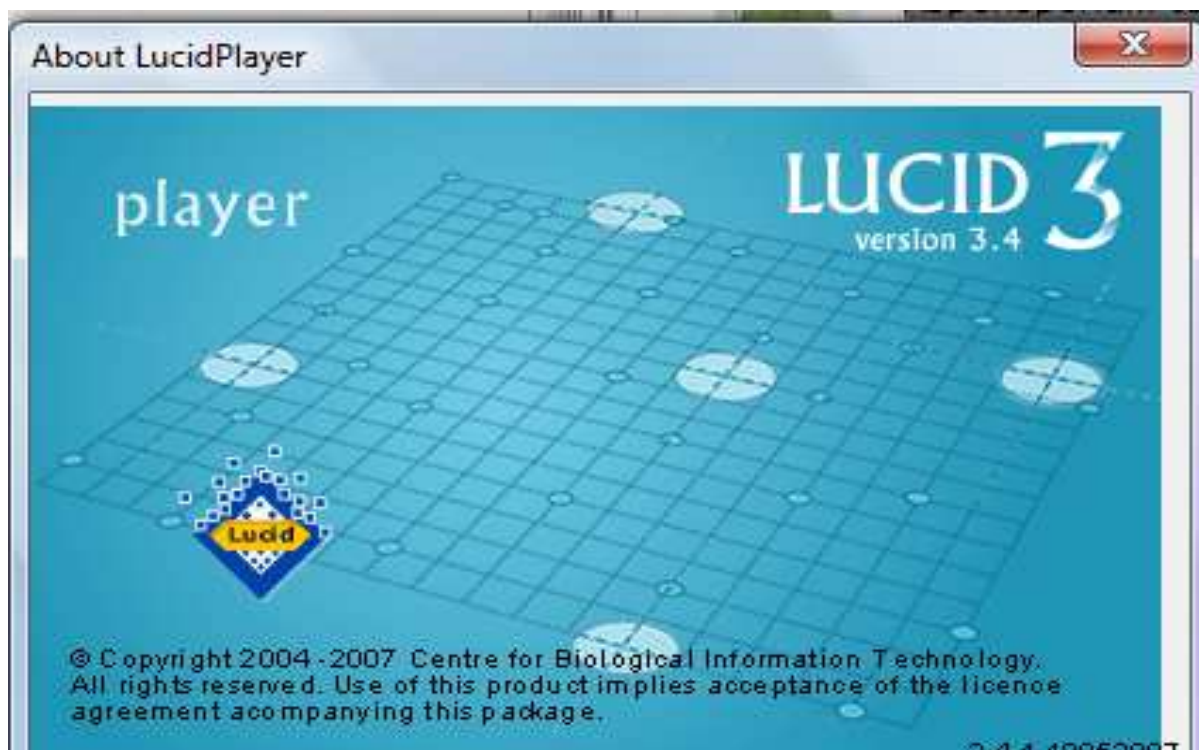 About LucidPlayer
player
LUCID 3
version 3.4
Lucid
© Copyright 2004 - 2007 Centre for Biological Information Technology.
All rights reserved. Use of this product implies acceptance of the licence
agreement acompanying this package.